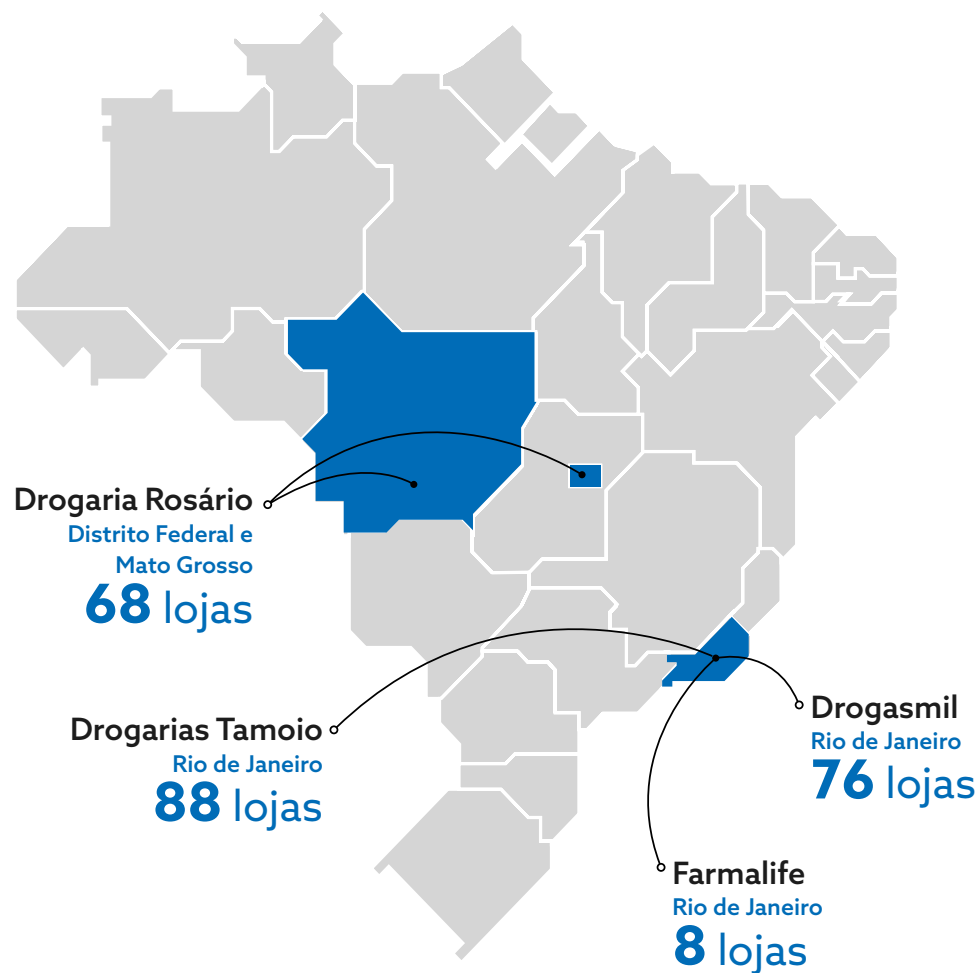 Drogaria Rosário
Distrito Federal e
Mato Grosso
68 lojas
Drogarias Tamoio
Rio de Janeiro
88 lojas
Drogasmil
Rio de Janeiro
76 lojas
Farmalife
Rio de Janeiro
8 lojas